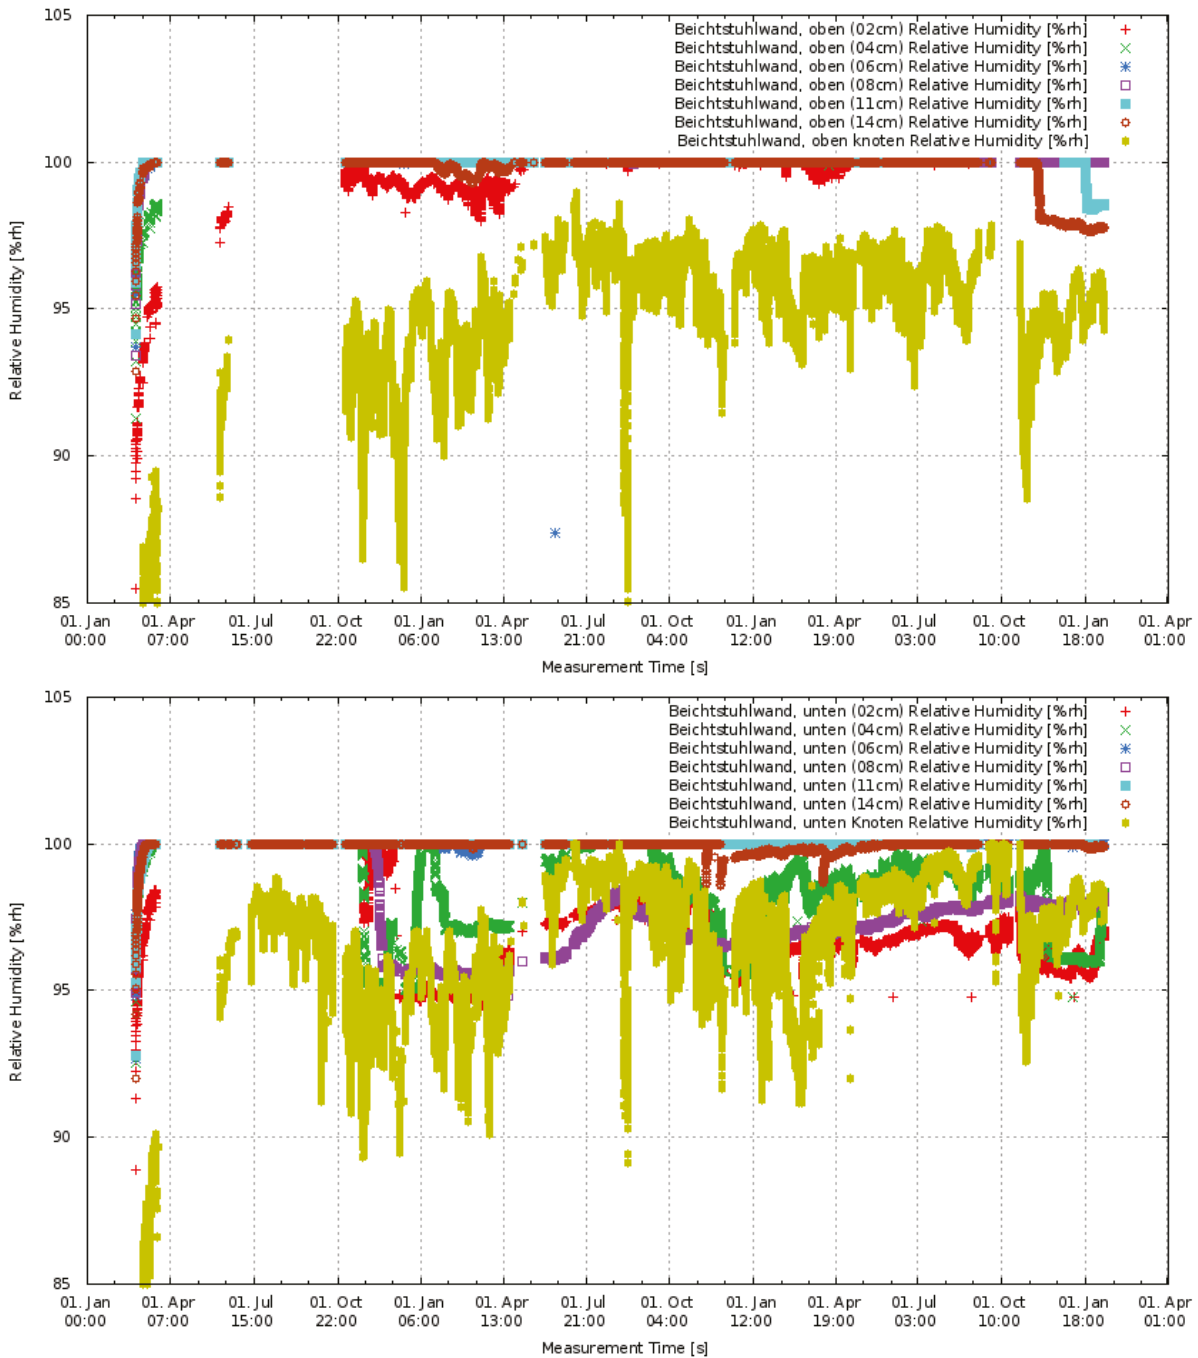 105
100
95
90
85
Relative Humidity [%rh]
Beichtstuhlwand, oben (02cm) Relative Humidity [%rh]
Beichtstuhlwand, oben (04cm) Relative Humidity [%rh]
Beichtstuhlwand, oben (06cm) Relative Humidity [%rh]
Beichtstuhlwand, oben (08cm) Relative Humidity [%rh]
Beichtstuhlwand, oben (11cm) Relative Humidity [%rh]
Beichtstuhlwand, oben (14cm) Relative Humidity [%rh]
Beichtstuhlwand, oben knoten Relative Humidity [%rh]
01. Jan 01. Apr 01. Jul 01. Oct 01. Jan 01. Apr 01. Jul 01. Oct 01. Jan 01. Apr 01. Jul 01. Oct 01. Jan 01. Apr
00:00 07:00 15:00 22:00 06:00 13:00 21:00 04:00 12:00 19:00 03:00 10:00 18:00 01:00
Measurement Time [s]
105
100
95
90
85
Relative Humidity [%rh]
Beichtstuhlwand, unten (02cm) Relative Humidity [%rh]
Beichtstuhlwand, unten (04cm) Relative Humidity [%rh]
Beichtstuhlwand, unten (06cm) Relative Humidity [%rh]
Beichtstuhlwand, unten (08cm) Relative Humidity [%rh]
Beichtstuhlwand, unten (11cm) Relative Humidity [%rh]
Beichtstuhlwand, unten (14cm) Relative Humidity [%rh]
Beichtstuhlwand, unten Knoten Relative Humidity [%rh]
01. Jan 01. Apr 01. Jul 01. Oct 01. Jan 01. Apr 01. Jul 01. Oct 01. Jan 01. Apr 01. Jul 01. Oct 01. Jan 01. Apr
00:00 07:00 15:00 22:00 06:00 13:00 21:00 04:00 12:00 19:00 03:00 10:00 18:00 01:00
Measurement Time [s]